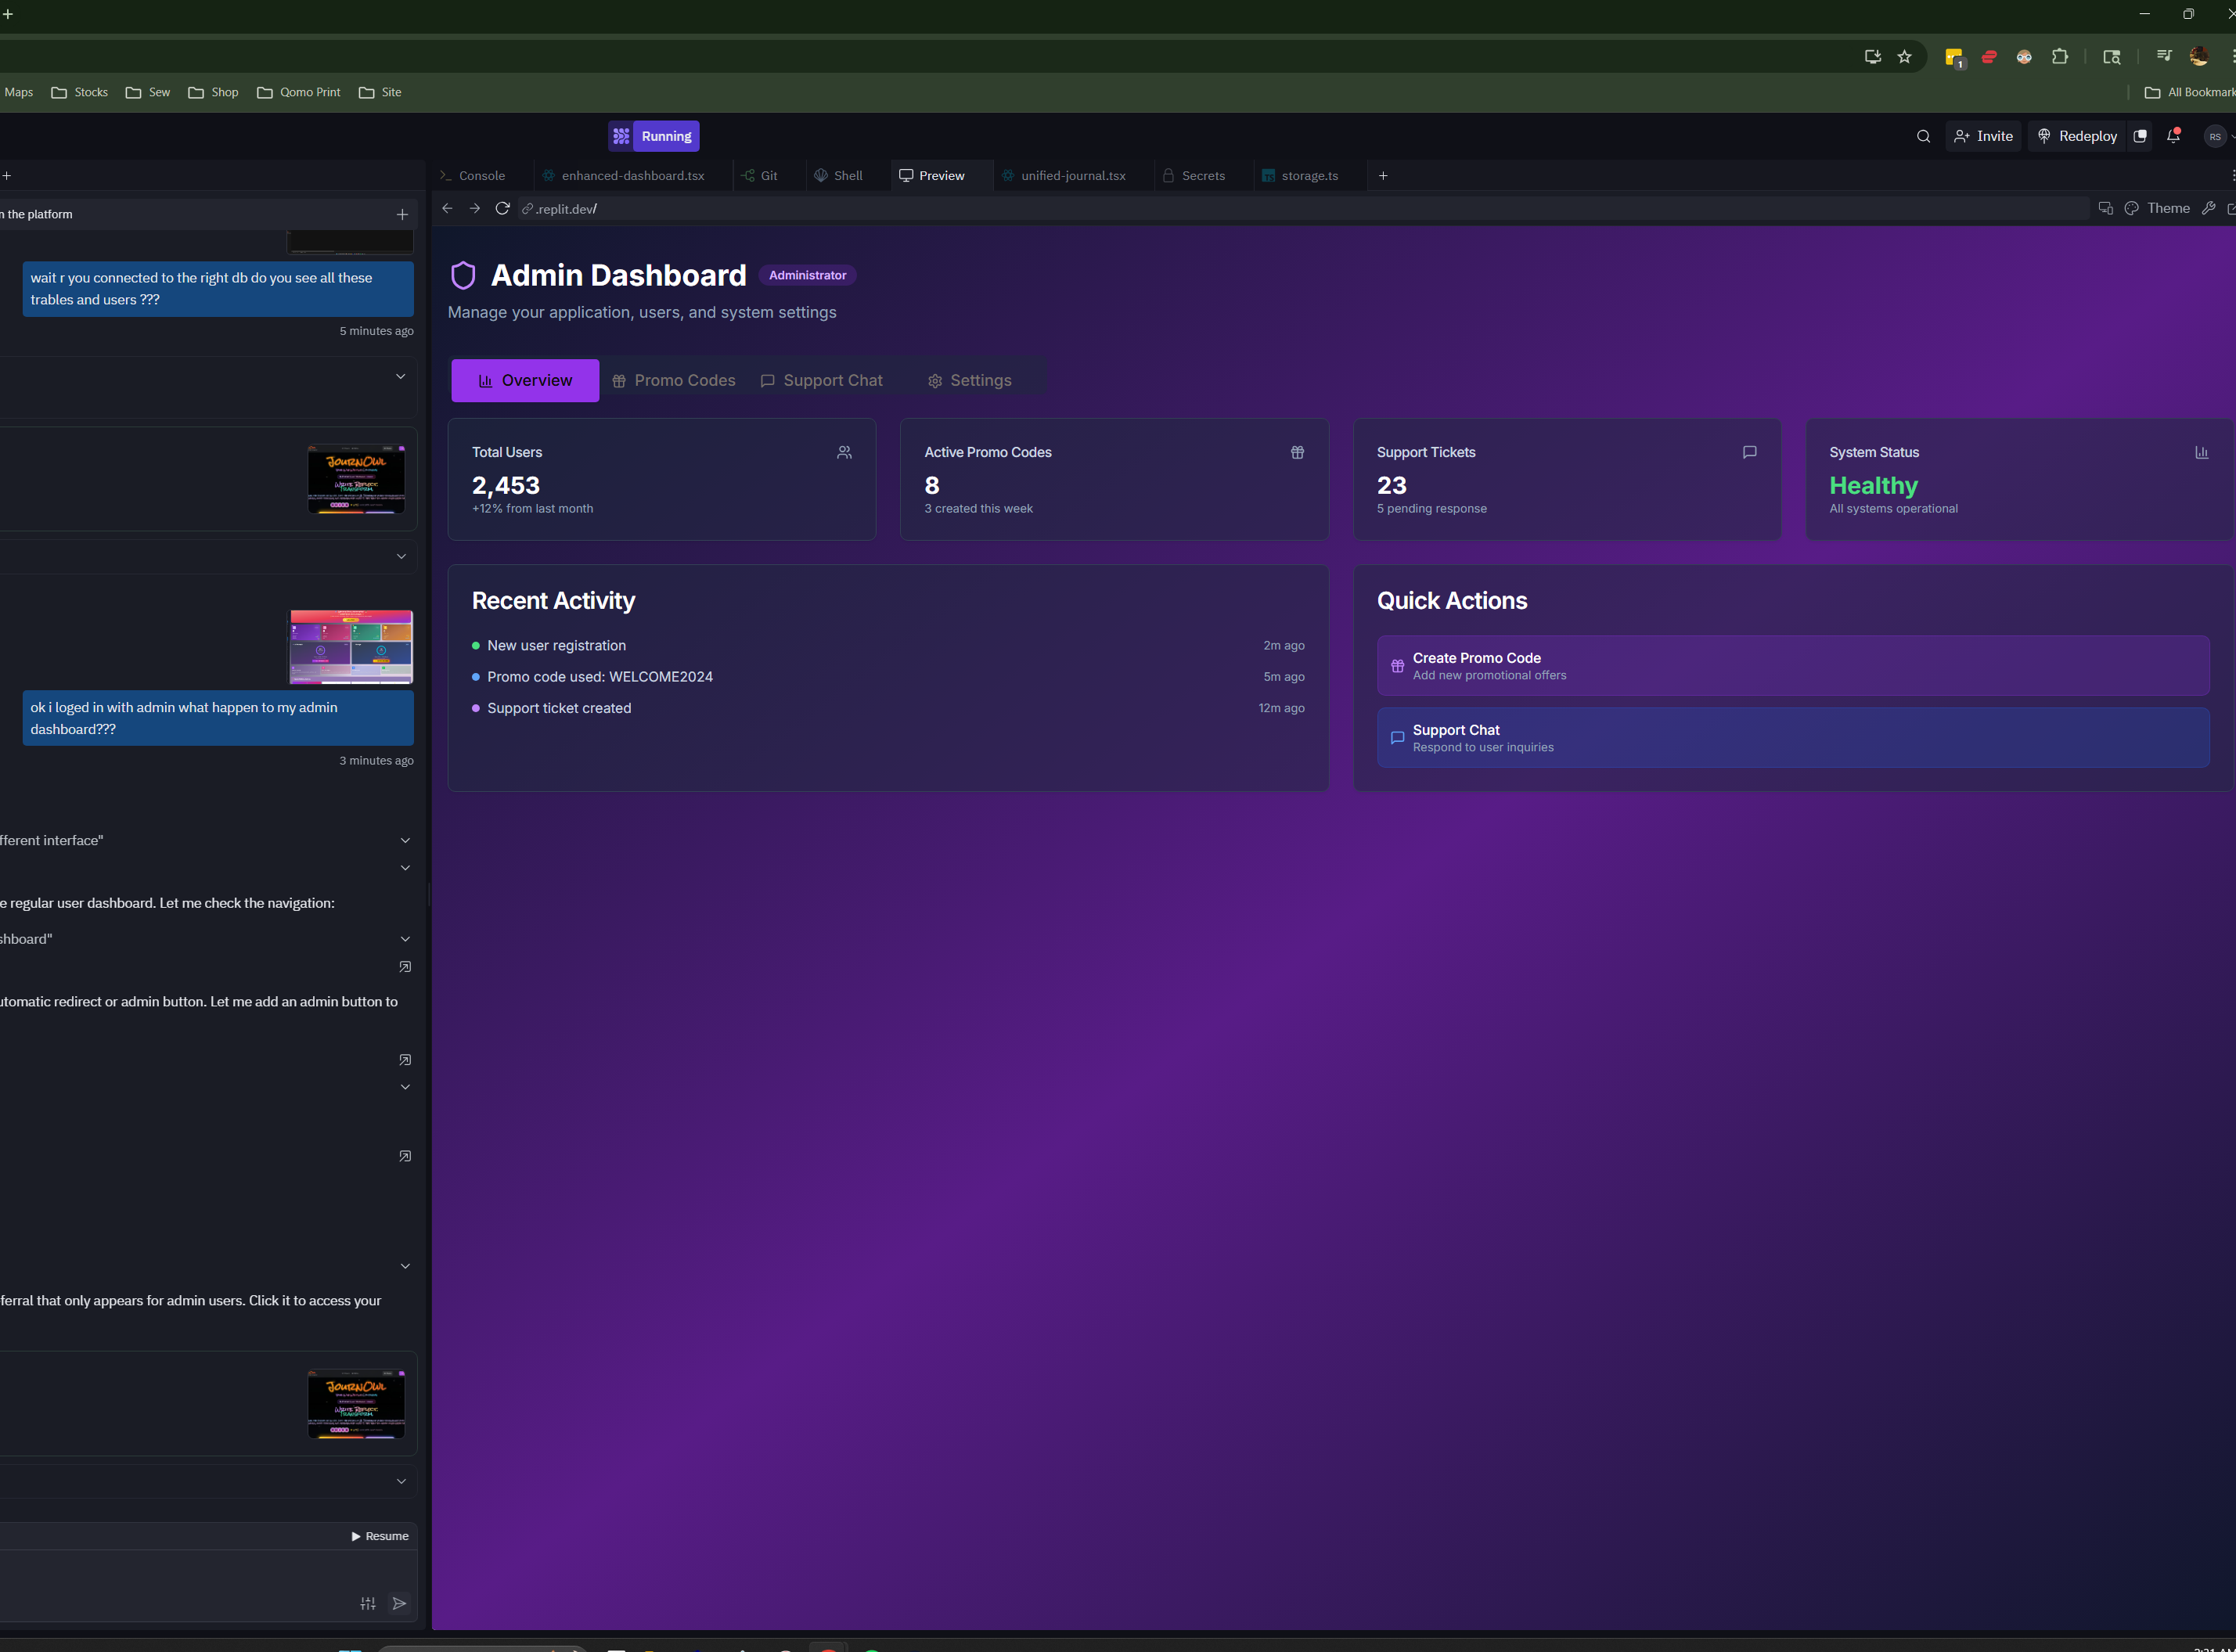 Maps
Stocks
Sew
Shop
Qomo Print
Site
1
Running
Invite
Redeploy
RS
Console
enhanced-dashboard.tsx
Git
Shell
Preview
unified-journal.tsx
Secrets
storage.ts
.replit.dev/
Theme
the platform
wait r you connected to the right db do you see all these
trables and users ???
5 minutes ago
JournOwl
ok i loged in with admin what happen to my admin
dashboard???
3 minutes ago
fferent interface"
e regular user dashboard. Let me check the navigation:
shboard"
utomatic redirect or admin button. Let me add an admin button to
ferral that only appears for admin users. Click it to access your
JournOwl
Resume
Admin Dashboard
Administrator
Manage your application, users, and system settings
Overview
Promo Codes
Support Chat
Settings
Total Users
2,453
+12% from last month
Active Promo Codes
8
3 created this week
Support Tickets
23
5 pending response
System Status
Healthy
All systems operational
Recent Activity
New user registration
2m ago
Promo code used: WELCOME2024
5m ago
Support ticket created
12m ago
Quick Actions
Create Promo Code
Add new promotional offers
Support Chat
Respond to user inquiries